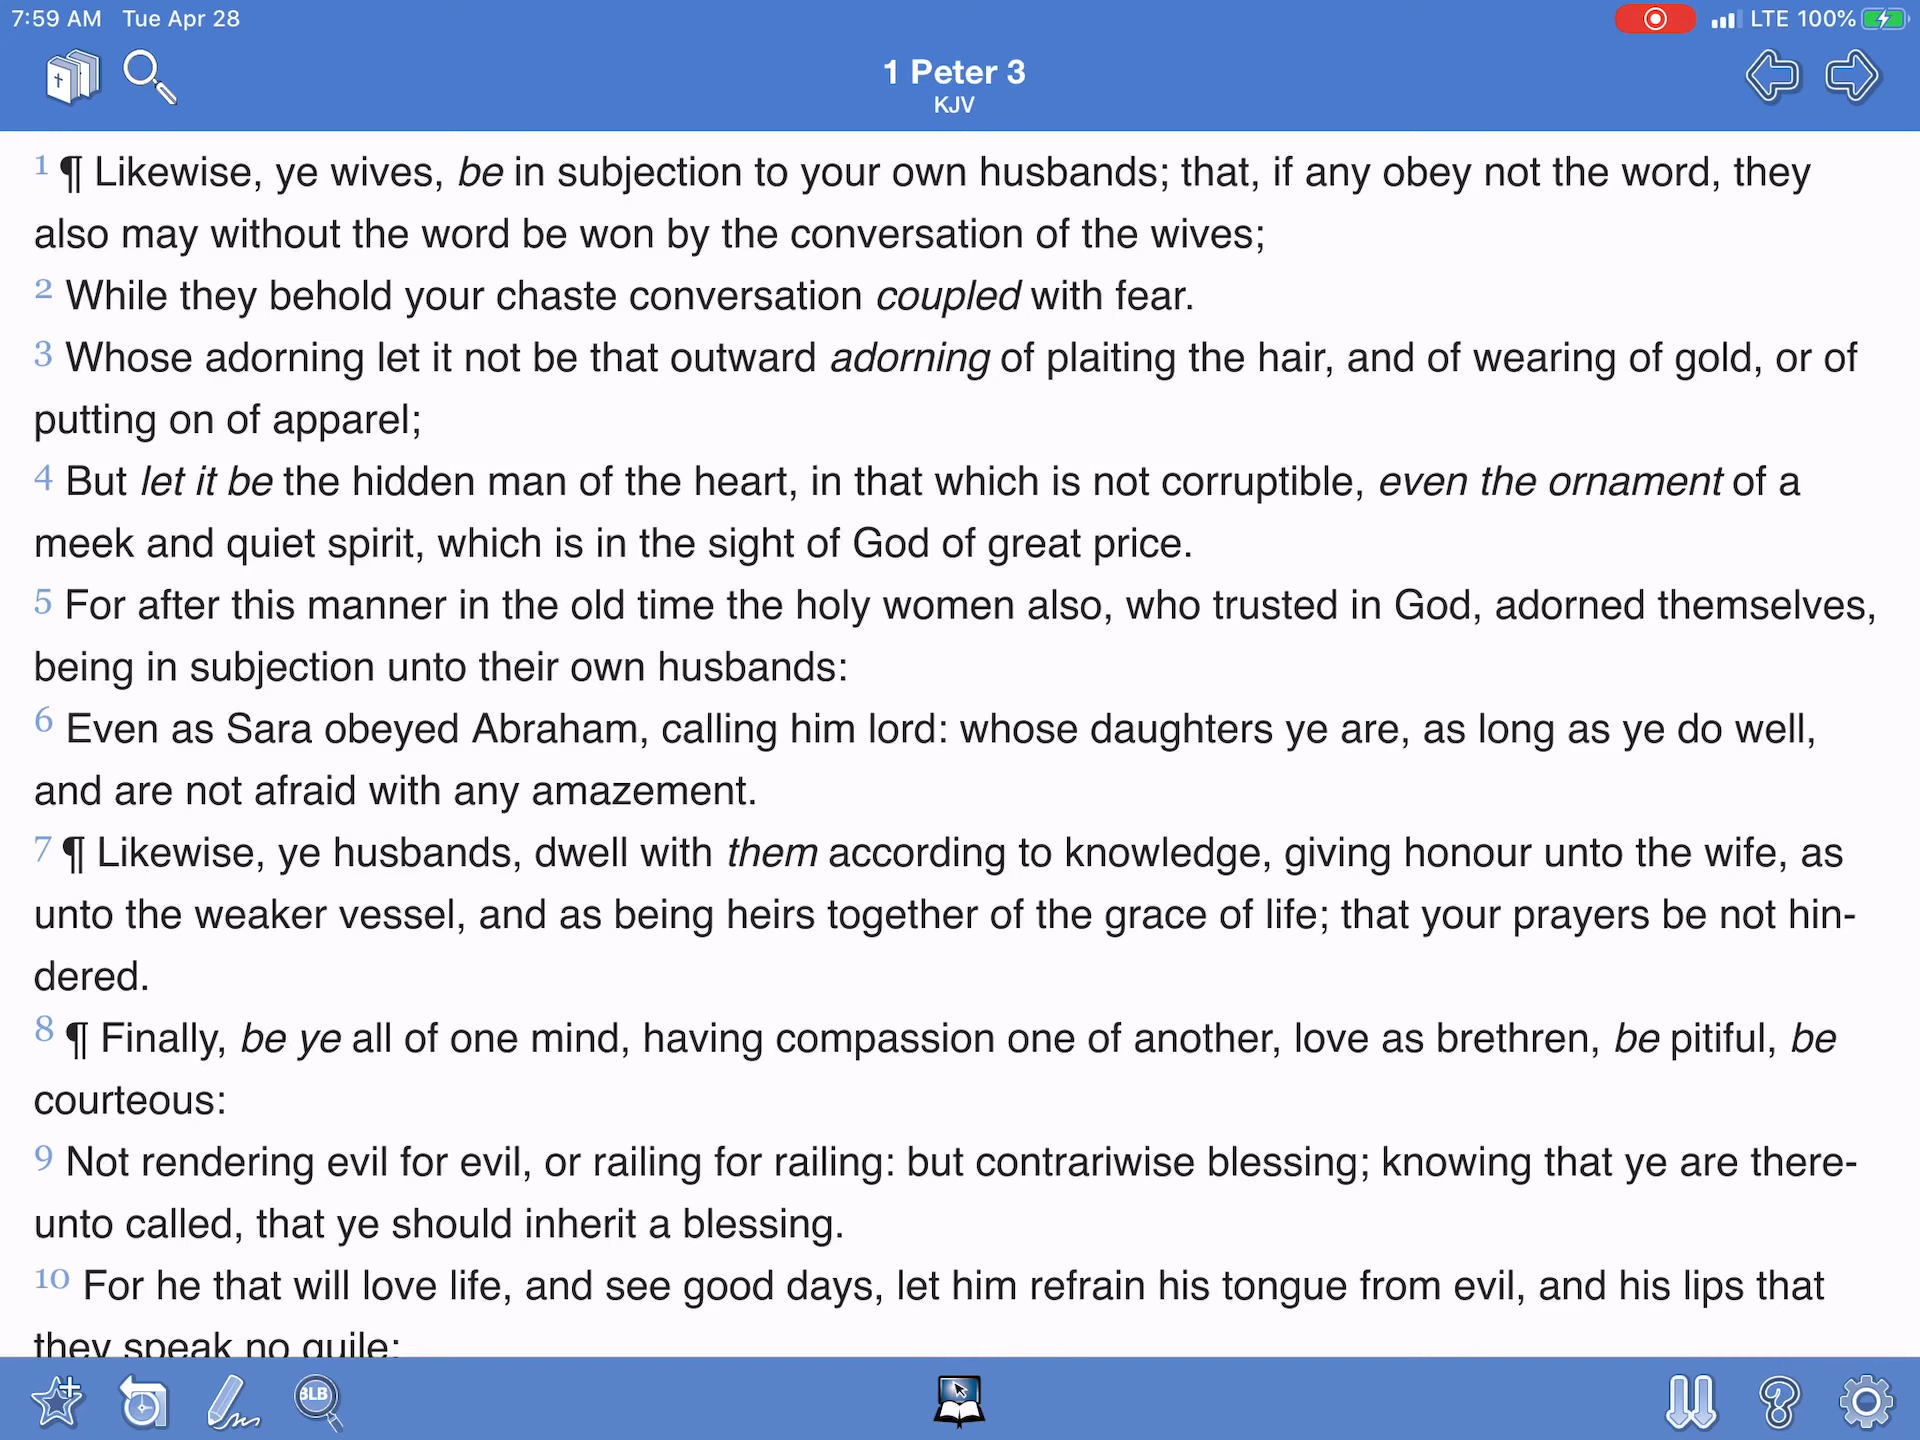 7:59 AM Tue Apr 28 LTE 100%
1 Peter 3
KJV
1 ¶ Likewise, ye wives, be in subjection to your own husbands; that, if any obey not the word, they
also may without the word be won by the conversation of the wives;
2 While they behold your chaste conversation coupled with fear.
3 Whose adorning let it not be that outward adorning of plaiting the hair, and of wearing of gold, or of
putting on of apparel;
4 But let it be the hidden man of the heart, in that which is not corruptible, even the ornament of a
meek and quiet spirit, which is in the sight of God of great price.
5 For after this manner in the old time the holy women also, who trusted in God, adorned themselves,
being in subjection unto their own husbands:
6 Even as Sara obeyed Abraham, calling him lord: whose daughters ye are, as long as ye do well,
and are not afraid with any amazement.
7 ¶ Likewise, ye husbands, dwell with them according to knowledge, giving honour unto the wife, as
unto the weaker vessel, and as being heirs together of the grace of life; that your prayers be not hin-
dered.
8 ¶ Finally, be ye all of one mind, having compassion one of another, love as brethren, be pitiful, be
courteous:
9 Not rendering evil for evil, or railing for railing: but contrariwise blessing; knowing that ye are there-
unto called, that ye should inherit a blessing.
10 For he that will love life, and see good days, let him refrain his tongue from evil, and his lips that
they speak no guile:
BLB